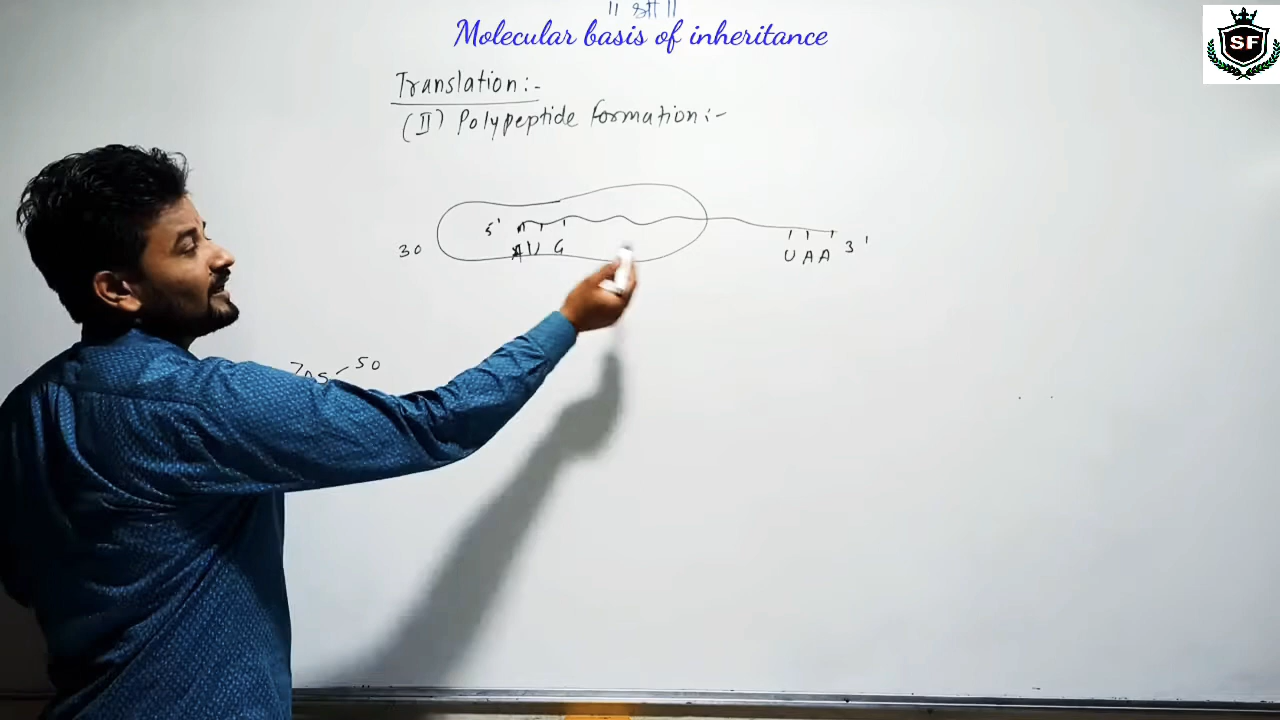 ॥ श्री ॥
Molecular basis of inheritance
SF
Translation:-
(II) Polypeptide Formation:-
5'
30 A U G
U A A 3'
70S - 50